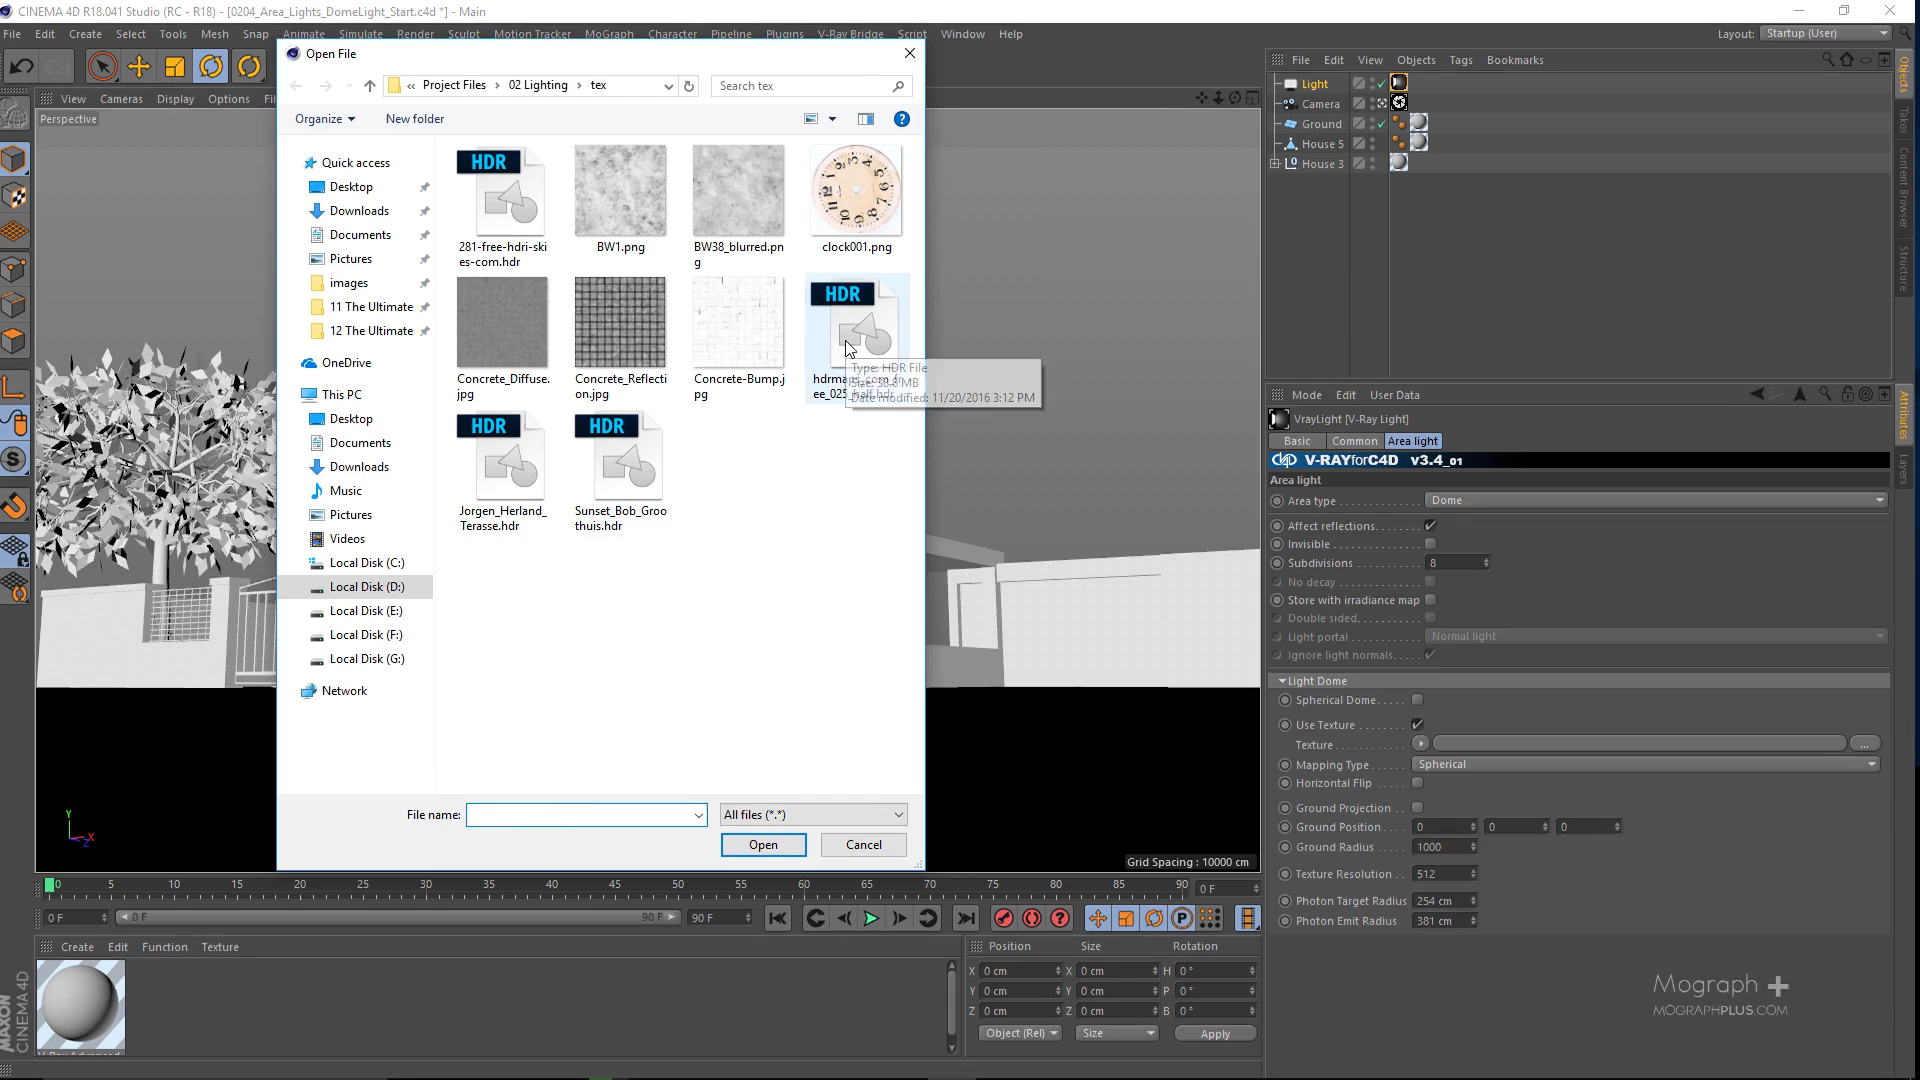 CINEMA 4D R18.041 Studio (RC - R18) - [0204_Area_Lights_DomeLight_Start.c4d *] - Main
File Edit Create Select Tools Mesh Snap Animate Simulate Render Sculpt Motion Tracker MoGraph Character Pipeline Plugins V-Ray Bridge Script Window Help
Layout: Startup (User)
View Cameras Display Options
Perspective
Open File
« Project Files > 02 Lighting > tex
Search tex
Organize
New folder
Quick access
Desktop
Downloads
Documents
Pictures
images
11 The Ultimate
12 The Ultimate
OneDrive
This PC
Desktop
Documents
Downloads
Music
Pictures
Videos
Local Disk (C:)
Local Disk (D:)
Local Disk (E:)
Local Disk (F:)
Local Disk (G:)
Network
HDR
281-free-hdri-ski
es-com.hdr
BW1.png
BW38_blurred.pn
g
clock001.png
Concrete_Diffuse.
jpg
Concrete_Reflecti
on.jpg
Concrete-Bump.j
pg
HDR
Type: HDR File
Date modified: 11/20/2016 3:12 PM
HDR
Jorgen_Herland_
Terasse.hdr
HDR
Sunset_Bob_Groo
thuis.hdr
File name:
All files (*.*)
Open
Cancel
Grid Spacing : 10000 cm
Y
X
Z
0 5 10 15 20 25 30 35 40 45 50 55 60 65 70 75 80 85 90
0 F
0 F
0 F
90 F
90 F
Create Edit Function Texture
V-Ray Advanced
MAXON
CINEMA 4D
Position Size Rotation
X 0 cm X 0 cm H 0 °
Y 0 cm Y 0 cm P 0 °
Z 0 cm Z 0 cm B 0 °
Object (Rel) Size Apply
File Edit View Objects Tags Bookmarks
Light
Camera
Ground
House 5
House 3
Objects
Takes
Content Browser
Structure
Attributes
Layers
Mode Edit User Data
VrayLight [V-Ray Light]
Basic Common Area light
V-RAYforC4D v3.4_01
Area light
Area type Dome
Affect reflections
Invisible
Subdivisions 8
No decay
Store with irradiance map
Double sided
Light portal Normal light
Ignore light normals
Light Dome
Spherical Dome
Use Texture
Texture ...
Mapping Type Spherical
Horizontal Flip
Ground Projection
Ground Position 0 0 0
Ground Radius 1000
Texture Resolution 512
Photon Target Radius 254 cm
Photon Emit Radius 381 cm
Mograph +
MOGRAPHPLUS.COM